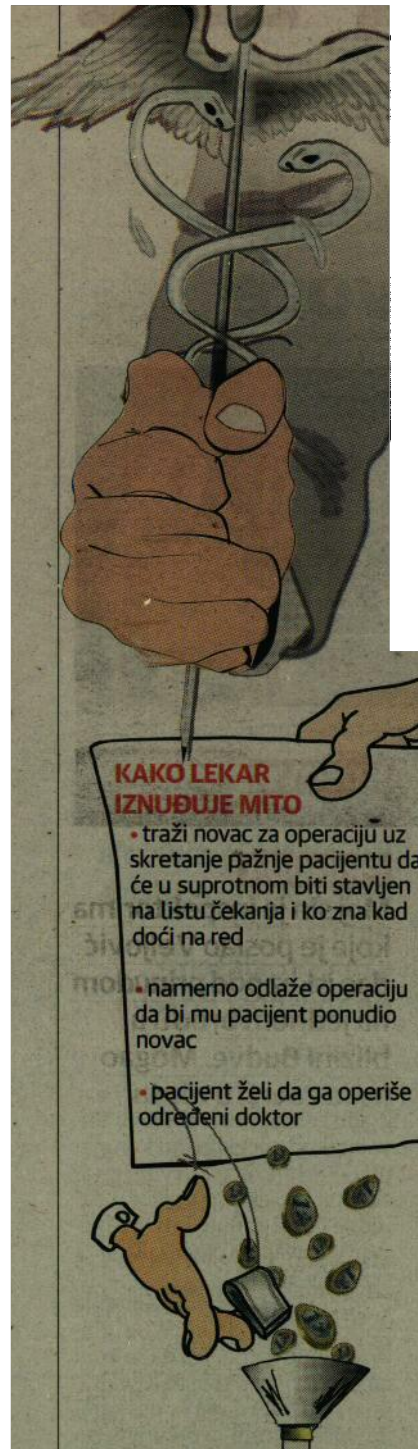 KAKO LEKAR
IZNUĐUJE MITO
• traži novac za operaciju uz
skretanje pažnje pacijentu da
će u suprotnom biti stavljen
na listu čekanja i ko zna kad
doći na red
• namerno odlaže operaciju
da bi mu pacijent ponudio
novac
• pacijent želi da ga operiše
određeni doktor